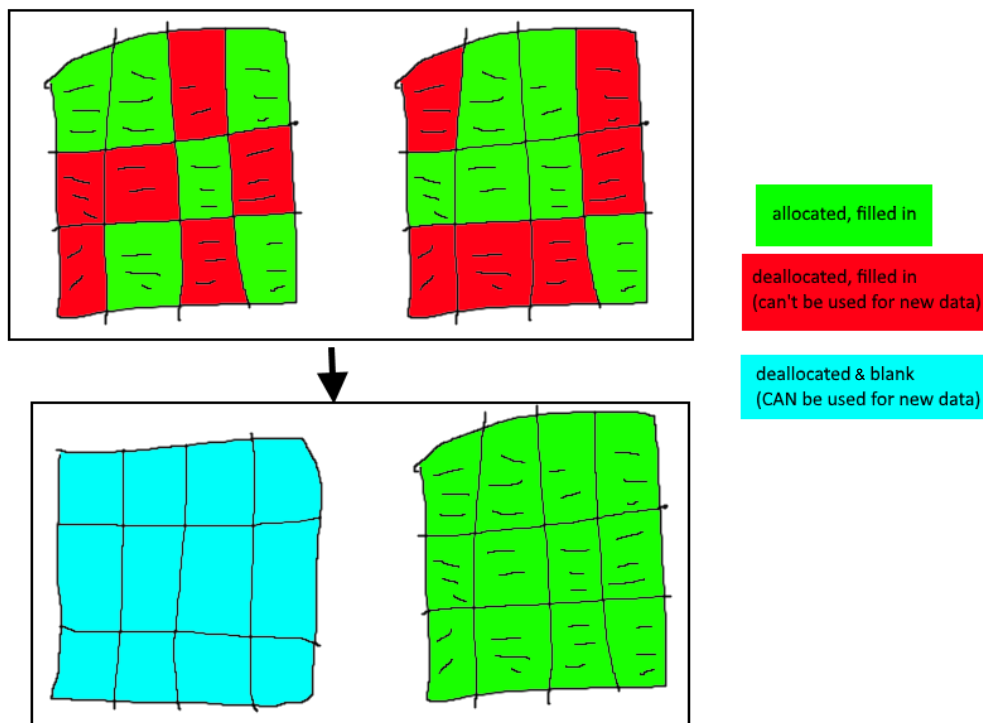 allocated, filled in
deallocated, filled in
(can't be used for new data)
deallocated & blank
(CAN be used for new data)